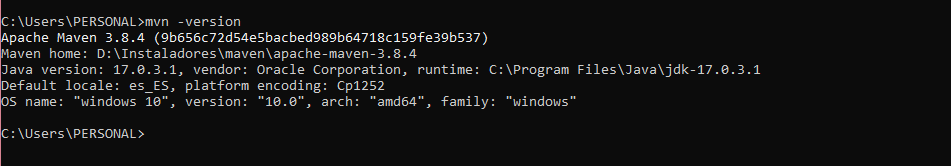 C:\Users\PERSONAL>mvn -version
Apache Maven 3.8.4 (9b656c72d54e5bacbed989b64718c159fe39b537)
Maven home: D:\Instaladores\maven\apache-maven-3.8.4
Java version: 17.0.3.1, vendor: Oracle Corporation, runtime: C:\Program Files\Java\jdk-17.0.3.1
Default locale: es_ES, platform encoding: Cp1252
OS name: "windows 10", version: "10.0", arch: "amd64", family: "windows"
C:\Users\PERSONAL>